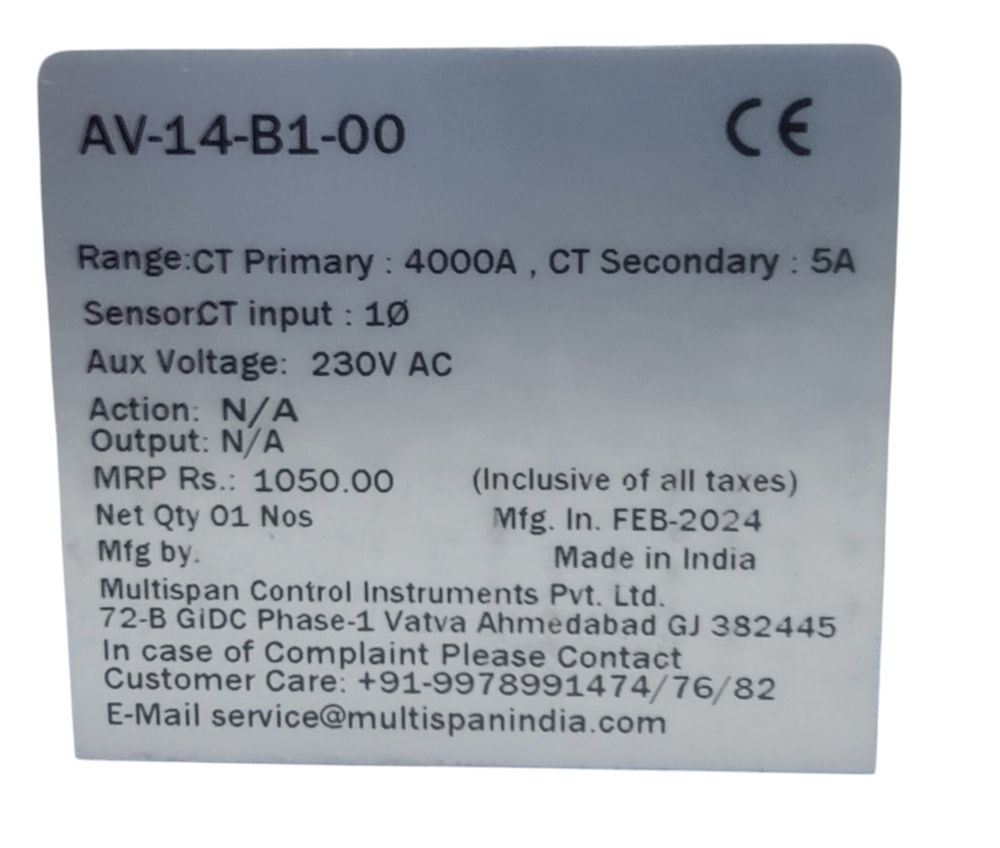 AV-14-B1-00 CE
Range:CT Primary : 4000A , CT Secondary : 5A
Sensor:CT input : 1Ø
Aux Voltage: 230V AC
Action: N/A
Output: N/A
MRP Rs.: 1050.00 (Inclusive of all taxes)
Net Qty 01 Nos Mfg. In. FEB-2024
Mfg by. Made in India
Multispan Control Instruments Pvt. Ltd.
72-B GiDC Phase-1 Vatva Ahmedabad GJ 382445
In case of Complaint Please Contact
Customer Care: +91-9978991474/76/82
E-Mail service@multispanindia.com